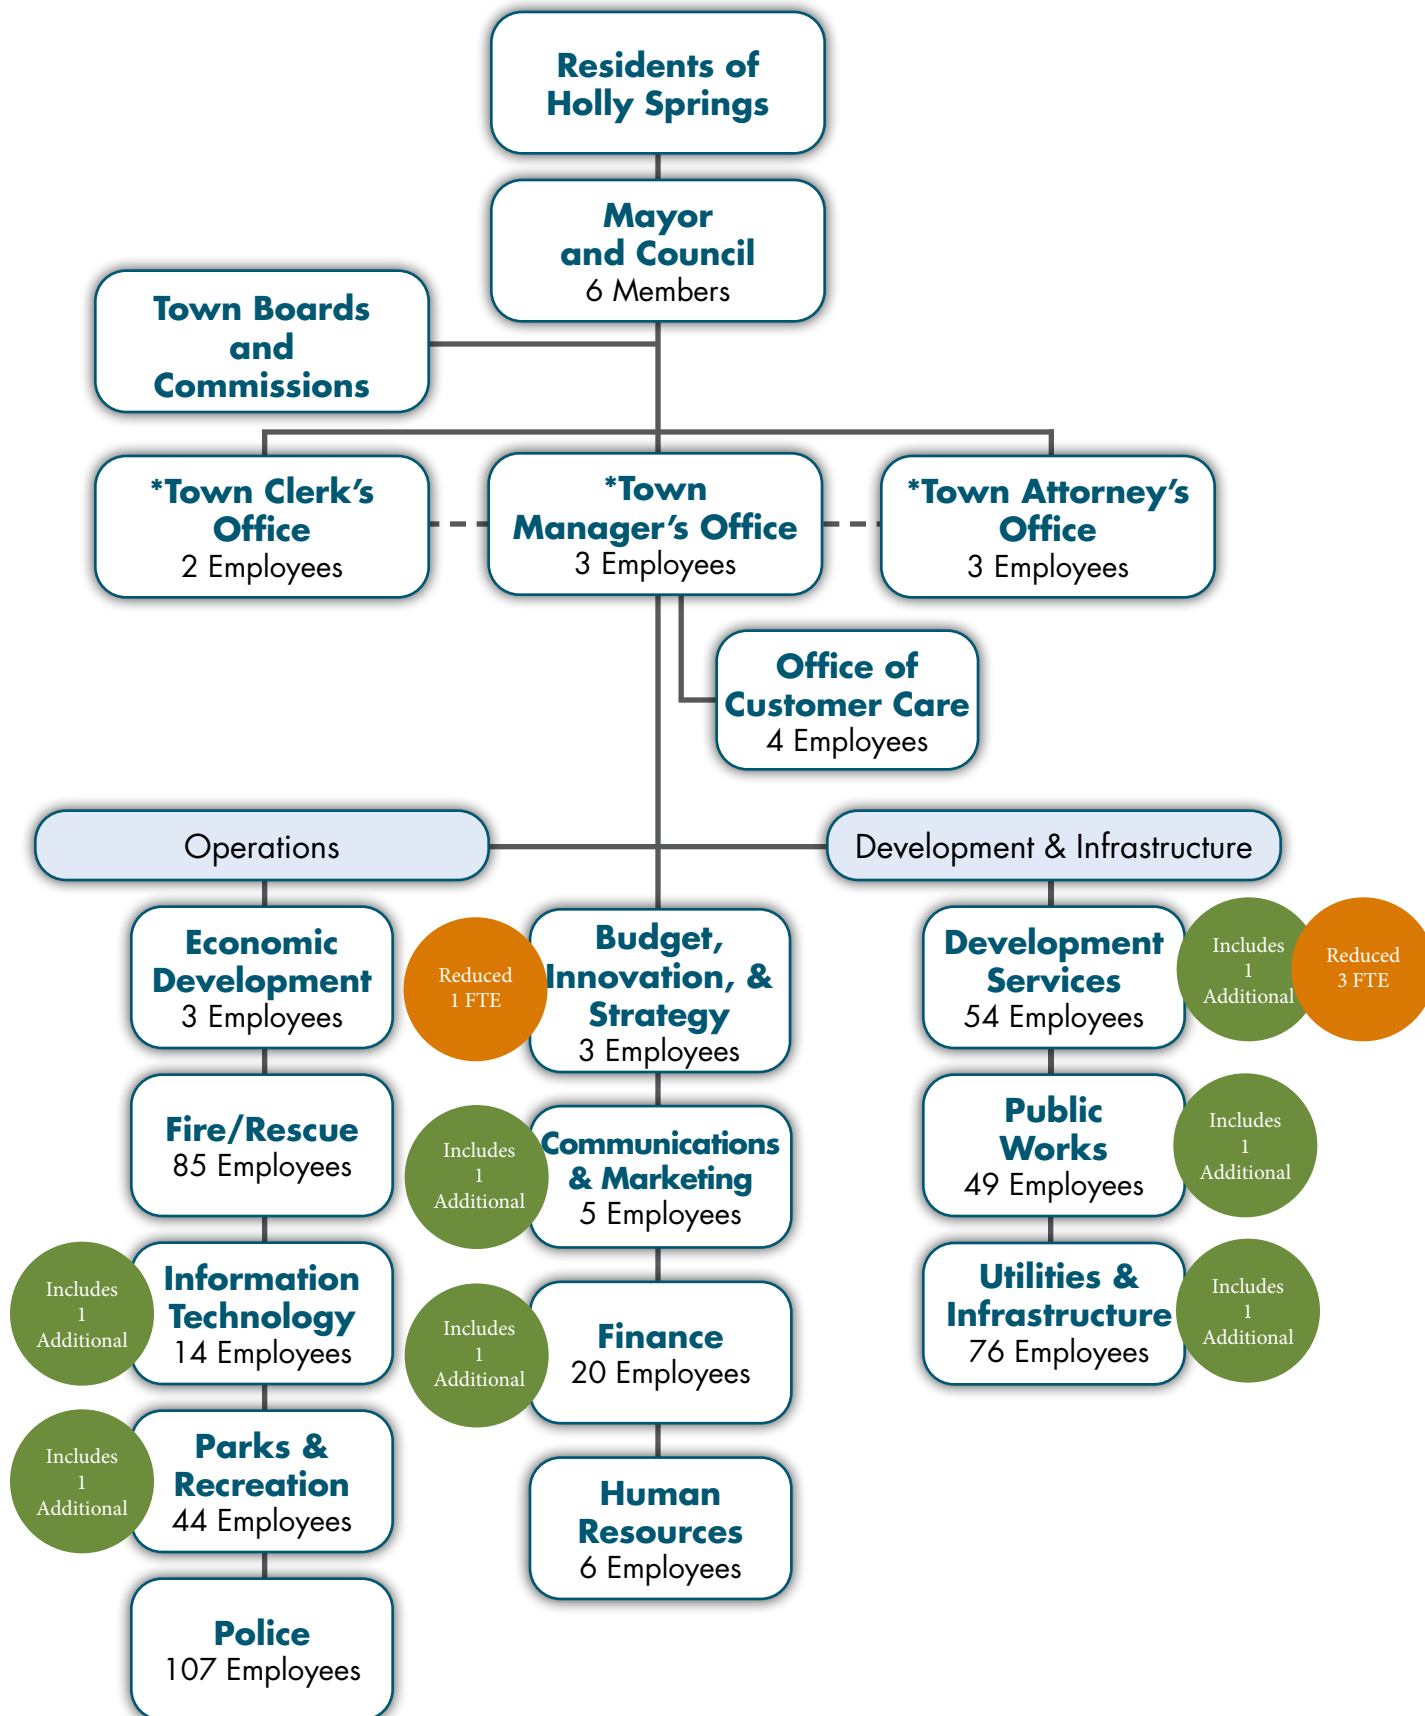 Residents of
Holly Springs
Mayor
and Council
6 Members
Town Boards
and
Commissions
*Town Clerk's
Office
2 Employees
*Town
Manager's Office
3 Employees
*Town Attorney's
Office
3 Employees
Office of
Customer Care
4 Employees
Operations
Development & Infrastructure
Economic
Development
3 Employees
Fire/Rescue
85 Employees
Includes
1
Additional
Information
Technology
14 Employees
Includes
1
Additional
Parks &
Recreation
44 Employees
Police
107 Employees
Reduced
1 FTE
Budget,
Innovation, &
Strategy
3 Employees
Includes
1
Additional
Communications
& Marketing
5 Employees
Includes
1
Additional
Finance
20 Employees
Human
Resources
6 Employees
Development
Services
54 Employees
Includes
1
Additional
Reduced
3 FTE
Public
Works
49 Employees
Includes
1
Additional
Utilities &
Infrastructure
76 Employees
Includes
1
Additional